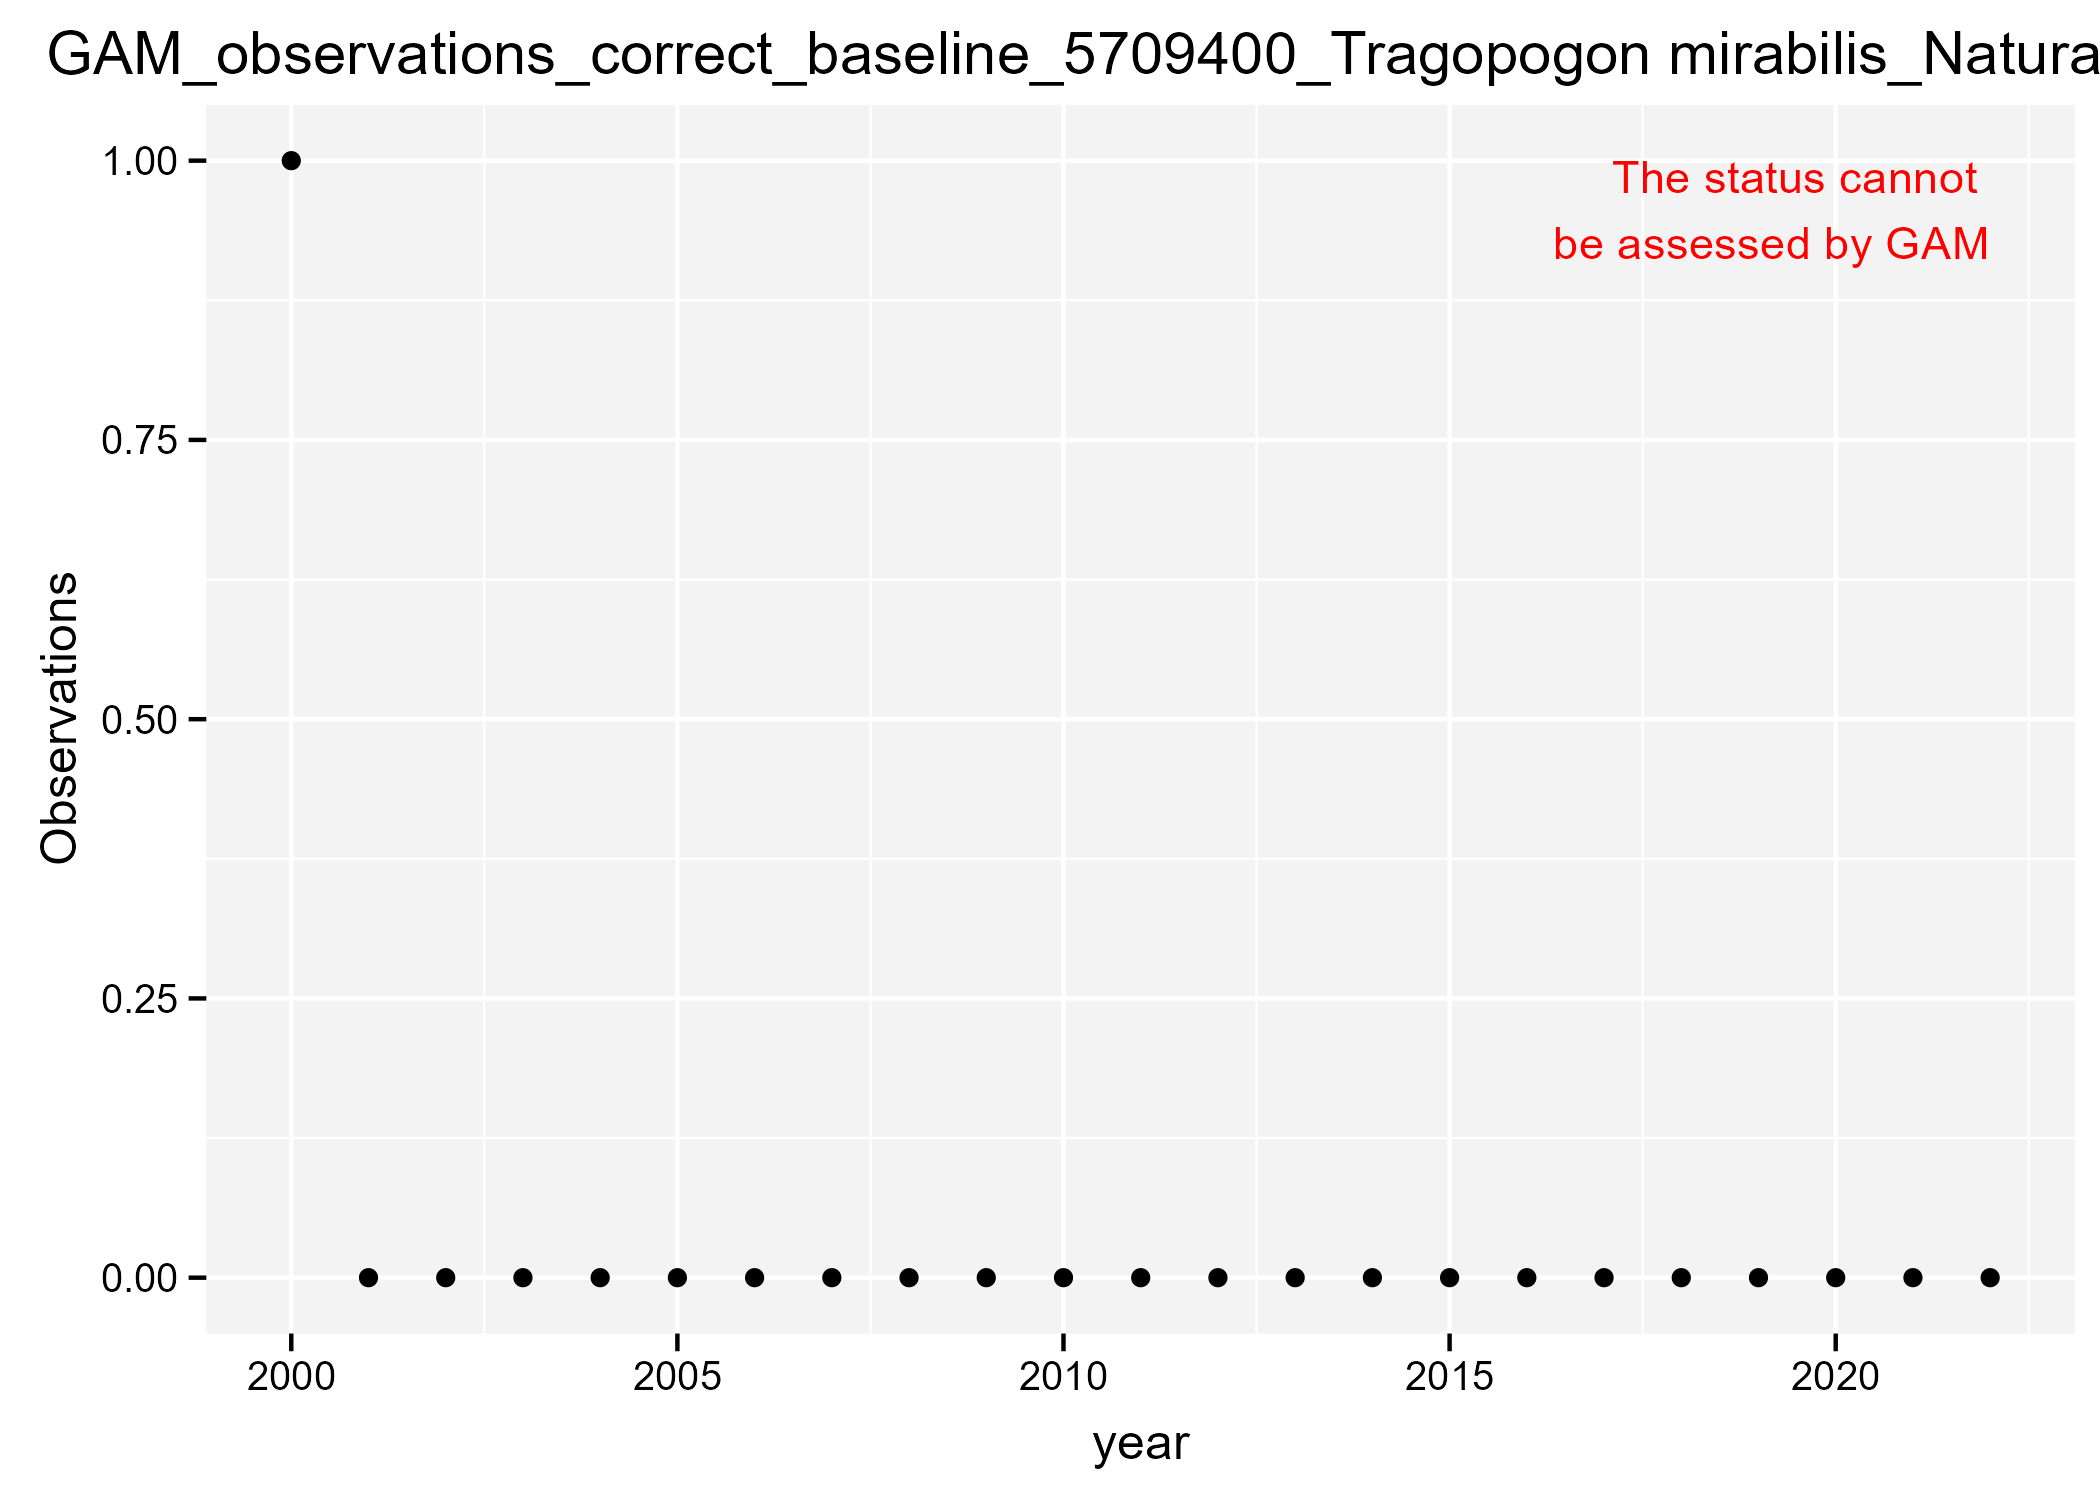 GAM_observations_correct_baseline_5709400_Tragopogon mirabilis_Natura
1.00
The status cannot
be assessed by GAM
0.75
0.50
Observations
0.25
0.00
2000 2005 2010 2015 2020
year